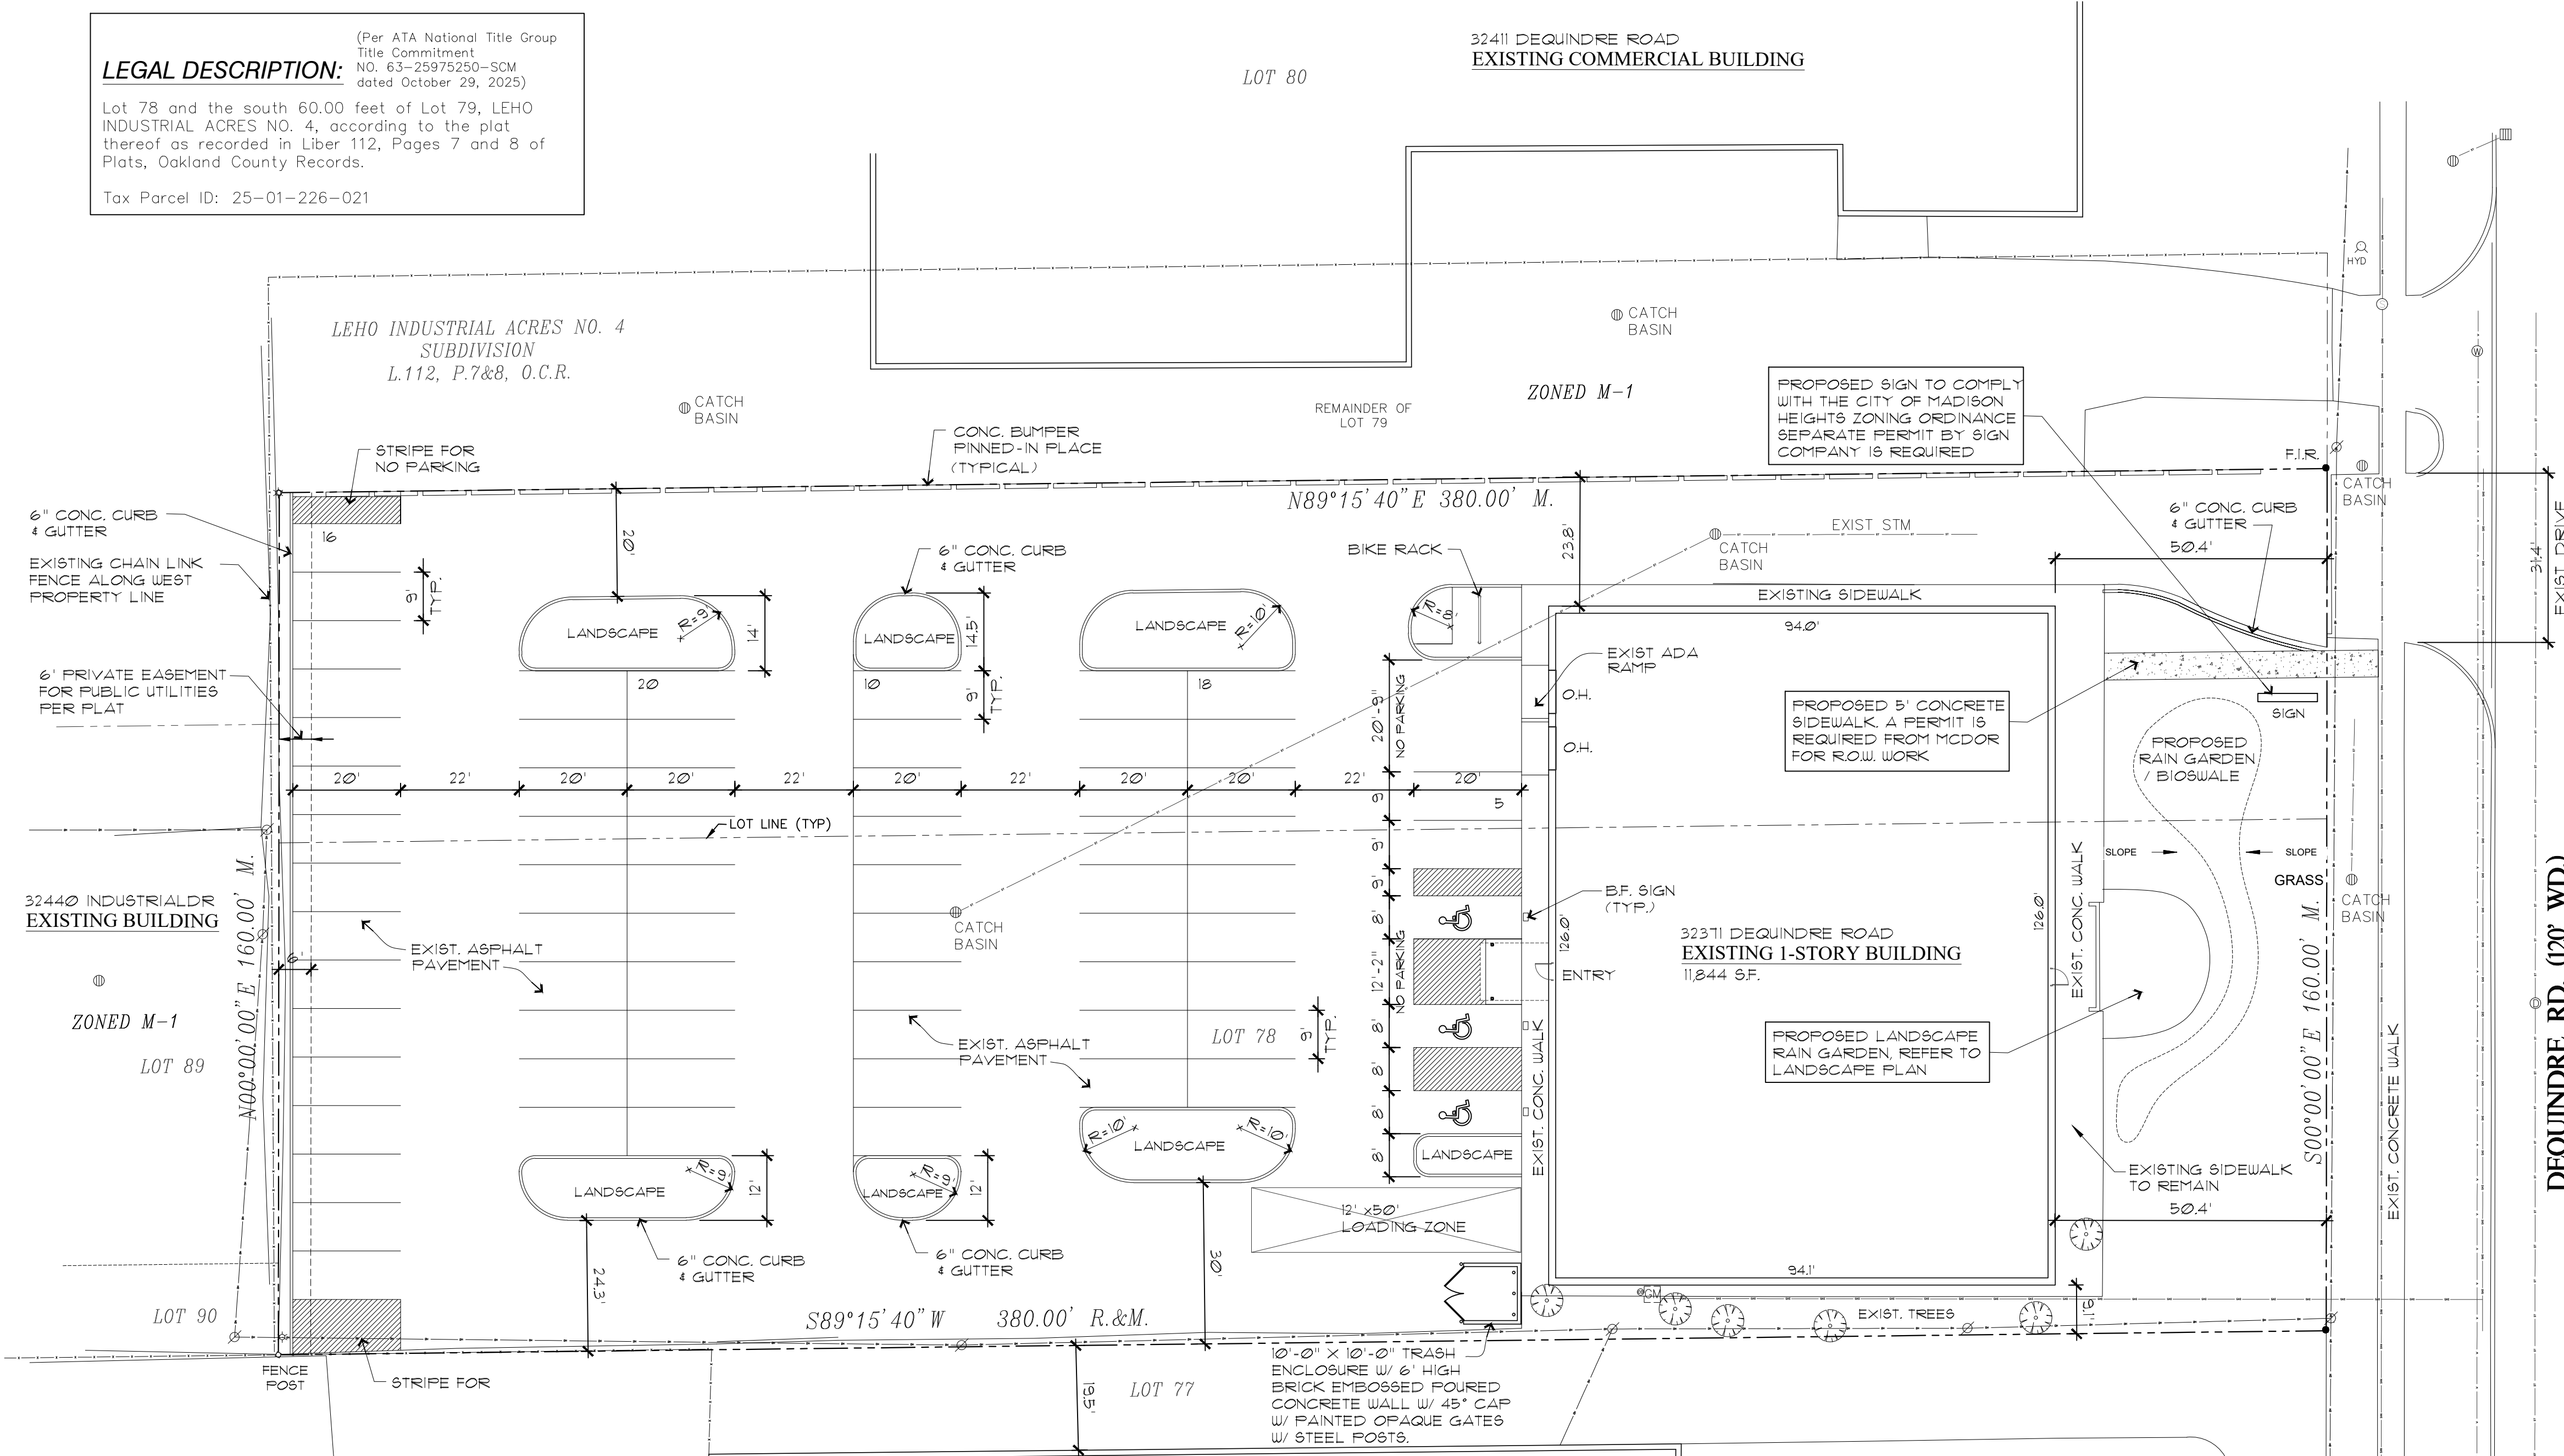 LEGAL DESCRIPTION:
(Per ATA National Title Group
Title Commitment
NO. 63-25975250-SCM
dated October 29, 2025)
Lot 78 and the south 60.00 feet of Lot 79, LEHO
INDUSTRIAL ACRES NO. 4, according to the plat
thereof as recorded in Liber 112, Pages 7 and 8 of
Plats, Oakland County Records.
Tax Parcel ID: 25-01-226-021
LOT 80
32411 DEQUINDRE ROAD
EXISTING COMMERCIAL BUILDING
HYD
LEHO INDUSTRIAL ACRES NO. 4
SUBDIVISION
L.112, P.7&8, O.C.R.
CATCH
BASIN
CATCH
BASIN
REMAINDER OF
LOT 79
ZONED M-1
PROPOSED SIGN TO COMPLY
WITH THE CITY OF MADISON
HEIGHTS ZONING ORDINANCE
SEPARATE PERMIT BY SIGN
COMPANY IS REQUIRED
W
S
F.I.R.
CATCH
BASIN
STRIPE FOR
NO PARKING
CONC. BUMPER
PINNED-IN PLACE
(TYPICAL)
N89°15'40"E 380.00' M.
6" CONC. CURB
& GUTTER
EXISTING CHAIN LINK
FENCE ALONG WEST
PROPERTY LINE
6' PRIVATE EASEMENT
FOR PUBLIC UTILITIES
PER PLAT
16
9'
TYP.
20'
LANDSCAPE
R=9'
14'
20
6" CONC. CURB
& GUTTER
LANDSCAPE
14.5'
10
9'
TYP.
LANDSCAPE
R=10'
18
BIKE RACK
R=8'
23.8'
EXIST STM
CATCH
BASIN
6" CONC. CURB
& GUTTER
50.4'
31.4'
EXIST DRIVE
EXISTING SIDEWALK
94.0'
EXIST ADA
RAMP
O.H.
O.H.
20'-9"
NO PARKING
PROPOSED 5' CONCRETE
SIDEWALK. A PERMIT IS
REQUIRED FROM MCDOR
FOR R.O.W. WORK
SIGN
PROPOSED
RAIN GARDEN
/ BIOSWALE
20'
22'
20'
20'
22'
20'
22'
20'
20'
22'
20'
5
9
9'
9'
8'
12'-2"
NO PARKING
8'
8'
8'
8'
LOT LINE (TYP)
SLOPE
SLOPE
GRASS
CATCH
BASIN
N00°00'00"E 160.00' M.
32440 INDUSTRIALDR
EXISTING BUILDING
ZONED M-1
LOT 89
6'
EXIST. ASPHALT
PAVEMENT
CATCH
BASIN
EXIST. ASPHALT
PAVEMENT
LOT 78
9'
TYP.
B.F. SIGN
(TYP.)
126.0'
ENTRY
32371 DEQUINDRE ROAD
EXISTING 1-STORY BUILDING
11,844 S.F.
126.0'
EXIST. CONC. WALK
EXIST. CONC. WALK
PROPOSED LANDSCAPE
RAIN GARDEN, REFER TO
LANDSCAPE PLAN
S00°00'00"E 160.00' M.
EXIST. CONCRETE WALK
D
DEQUINDRE RD. (120' WD.)
EXISTING SIDEWALK
TO REMAIN
50.4'
LANDSCAPE
R=9'
12'
LANDSCAPE
R=9'
12'
R=10'
LANDSCAPE
R=10'
LANDSCAPE
12' x50'
LOADING ZONE
6" CONC. CURB
& GUTTER
6" CONC. CURB
& GUTTER
24.3'
30'
94.1'
GM
EXIST. TREES
9.1'
LOT 90
S89°15'40"W 380.00' R.&M.
FENCE
POST
STRIPE FOR
19.5'
LOT 77
10'-0" X 10'-0" TRASH
ENCLOSURE W/ 6' HIGH
BRICK EMBOSSED POURED
CONCRETE WALL W/ 45° CAP
W/ PAINTED OPAQUE GATES
W/ STEEL POSTS.